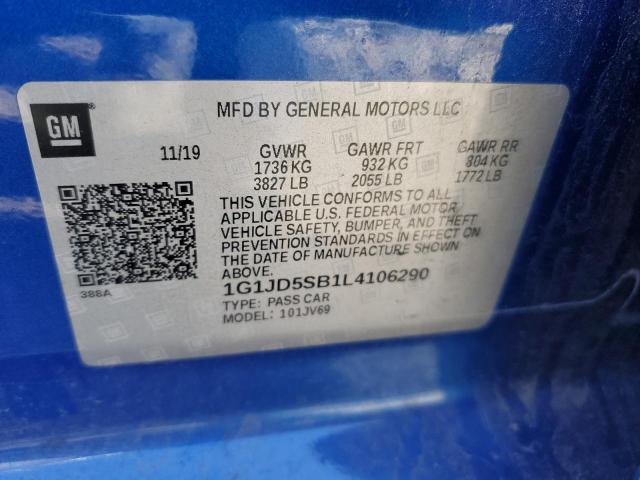 GM
MFD BY GENERAL MOTORS LLC
11/19 GVWR GAWR FRT GAWR RR
1736 KG 932 KG 804 KG
3827 LB 2055 LB 1772 LB
THIS VEHICLE CONFORMS TO ALL
APPLICABLE U.S. FEDERAL MOTOR
VEHICLE SAFETY, BUMPER, AND THEFT
PREVENTION STANDARDS IN EFFECT ON
THE DATE OF MANUFACTURE SHOWN
ABOVE.
388A
1G1JD5SB1L4106290
TYPE: PASS CAR
MODEL: 101JV69